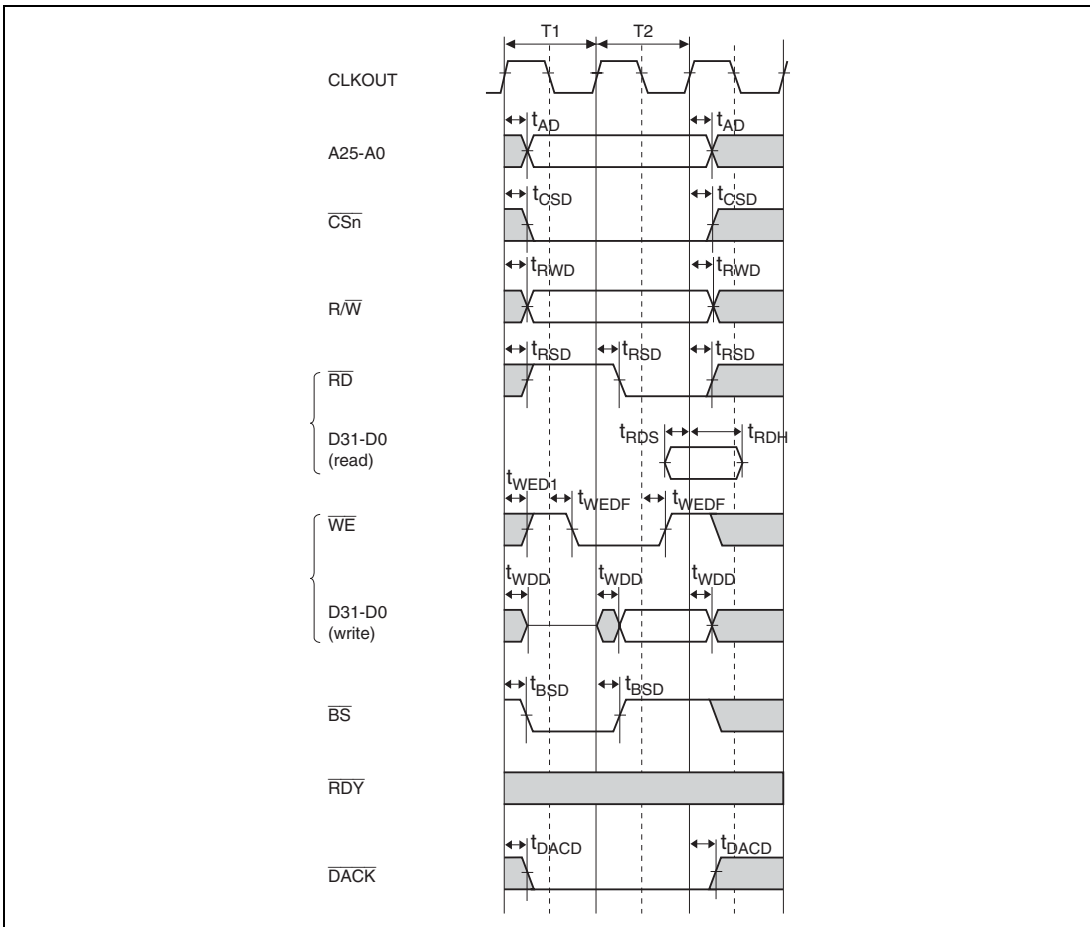 T1 T2
CLKOUT
tAD tAD
A25-A0
tCSD tCSD
CSn
tRWD tRWD
R/W
tRSD tRSD tRSD
RD
tRDS tRDH
D31-D0
(read)
tWED1
tWEDF tWEDF
WE
tWDD tWDD tWDD
D31-D0
(write)
tBSD tBSD
BS
RDY
tDACD tDACD
DACK